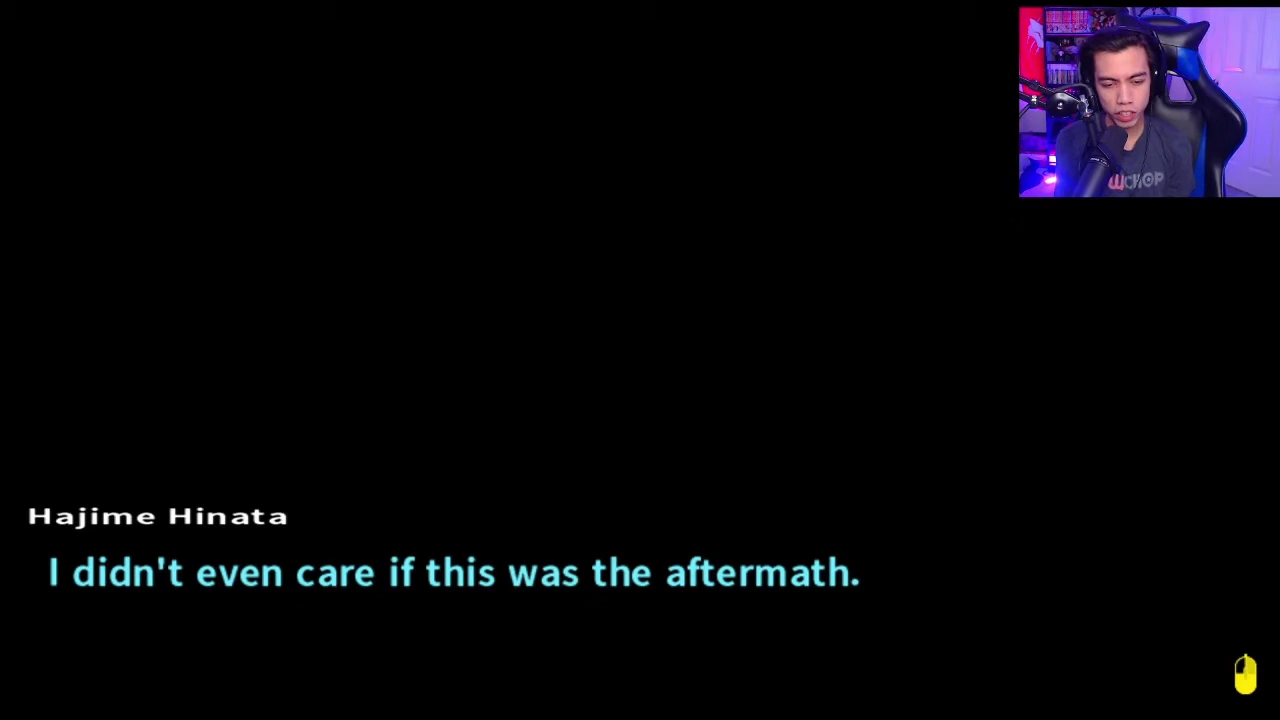 Hajime Hinata
I didn't even care if this was the aftermath.